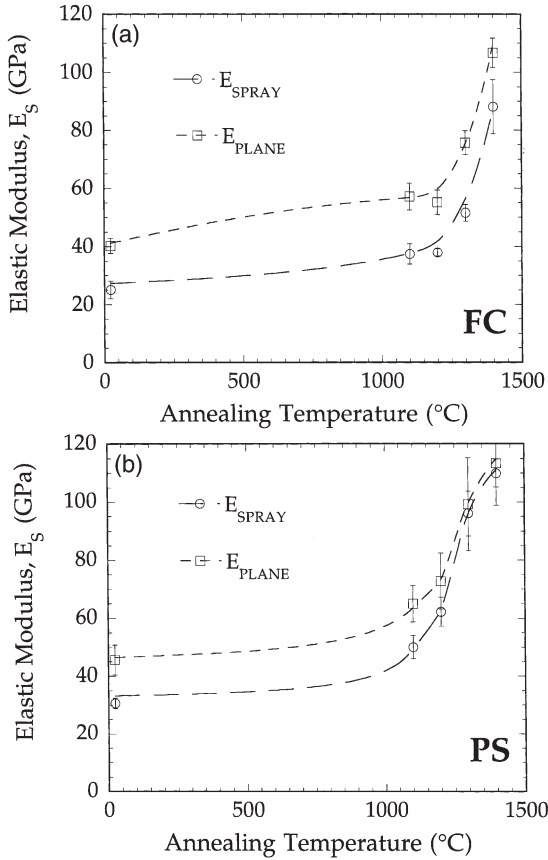 (a)
120
100
80
60
40
20
0
Elastic Modulus, E_S (GPa)
E_SPRAY
E_PLANE
FC
0 500 1000 1500
Annealing Temperature (°C)
(b)
120
100
80
60
40
20
0
Elastic Modulus, E_S (GPa)
E_SPRAY
E_PLANE
PS
0 500 1000 1500
Annealing Temperature (°C)